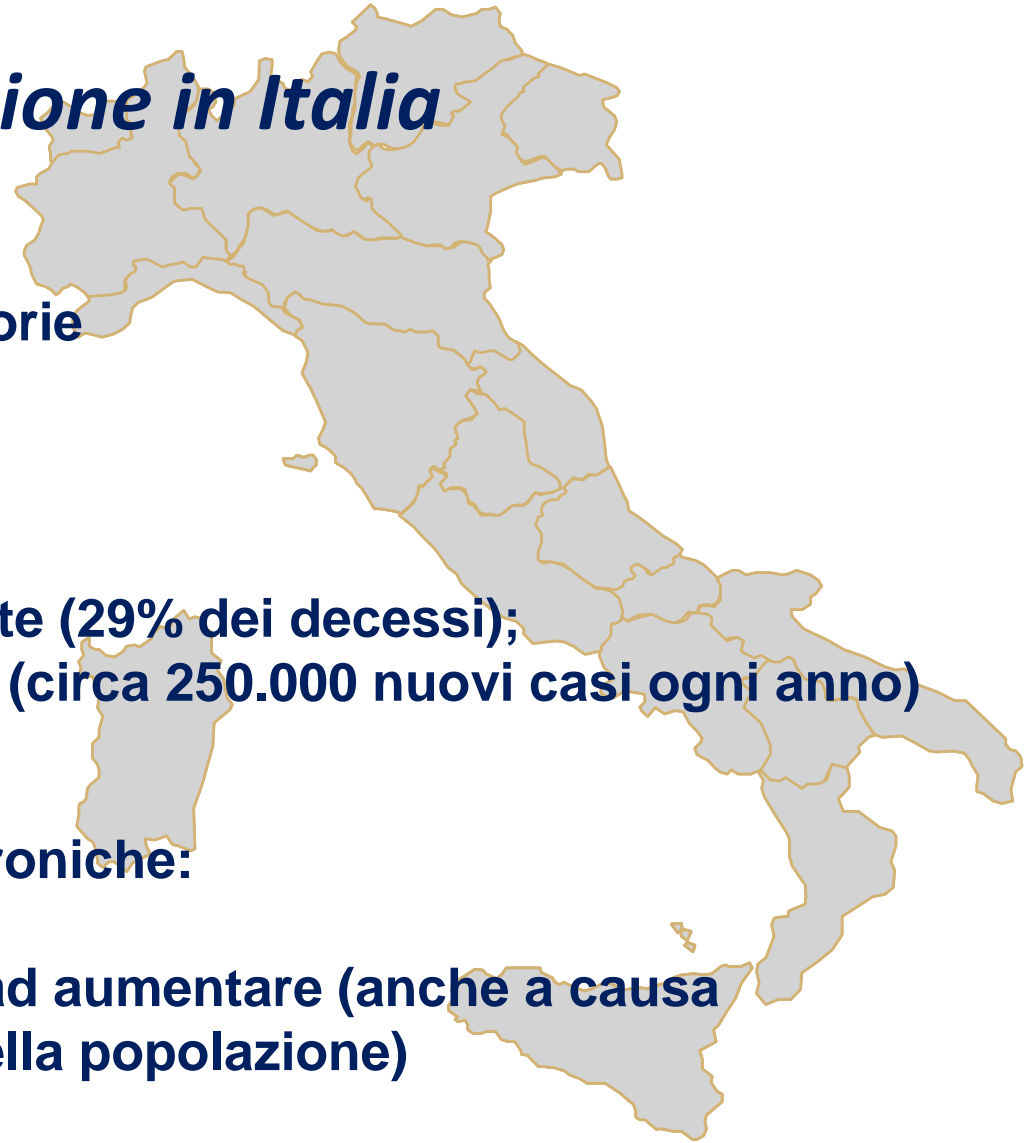 ione in Italia
orie
te (29% dei decessi);
(circa 250.000 nuovi casi ogni anno)
roniche:
ad aumentare (anche a causa
ella popolazione)